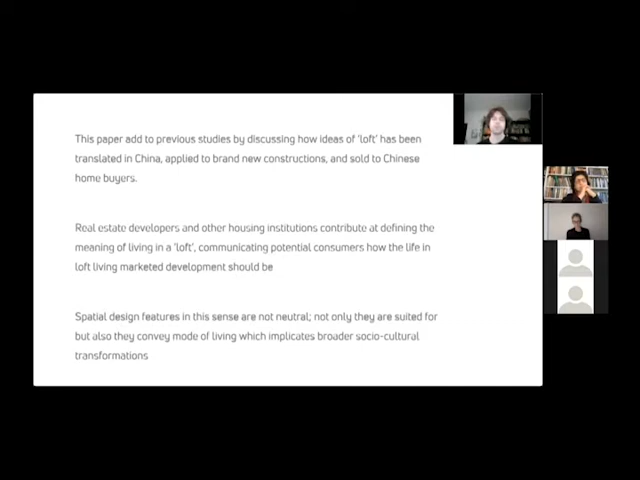 This paper add to previous studies by discussing how ideas of 'loft' has been
translated in China, applied to brand new constructions, and sold to Chinese
home buyers.
Real estate developers and other housing institutions contribute at defining the
meaning of living in a 'loft', communicating potential consumers how the life in
loft living marketed development should be
Spatial design features in this sense are not neutral; not only they are suited for
but also they convey mode of living which implicates broader socio-cultural
transformations